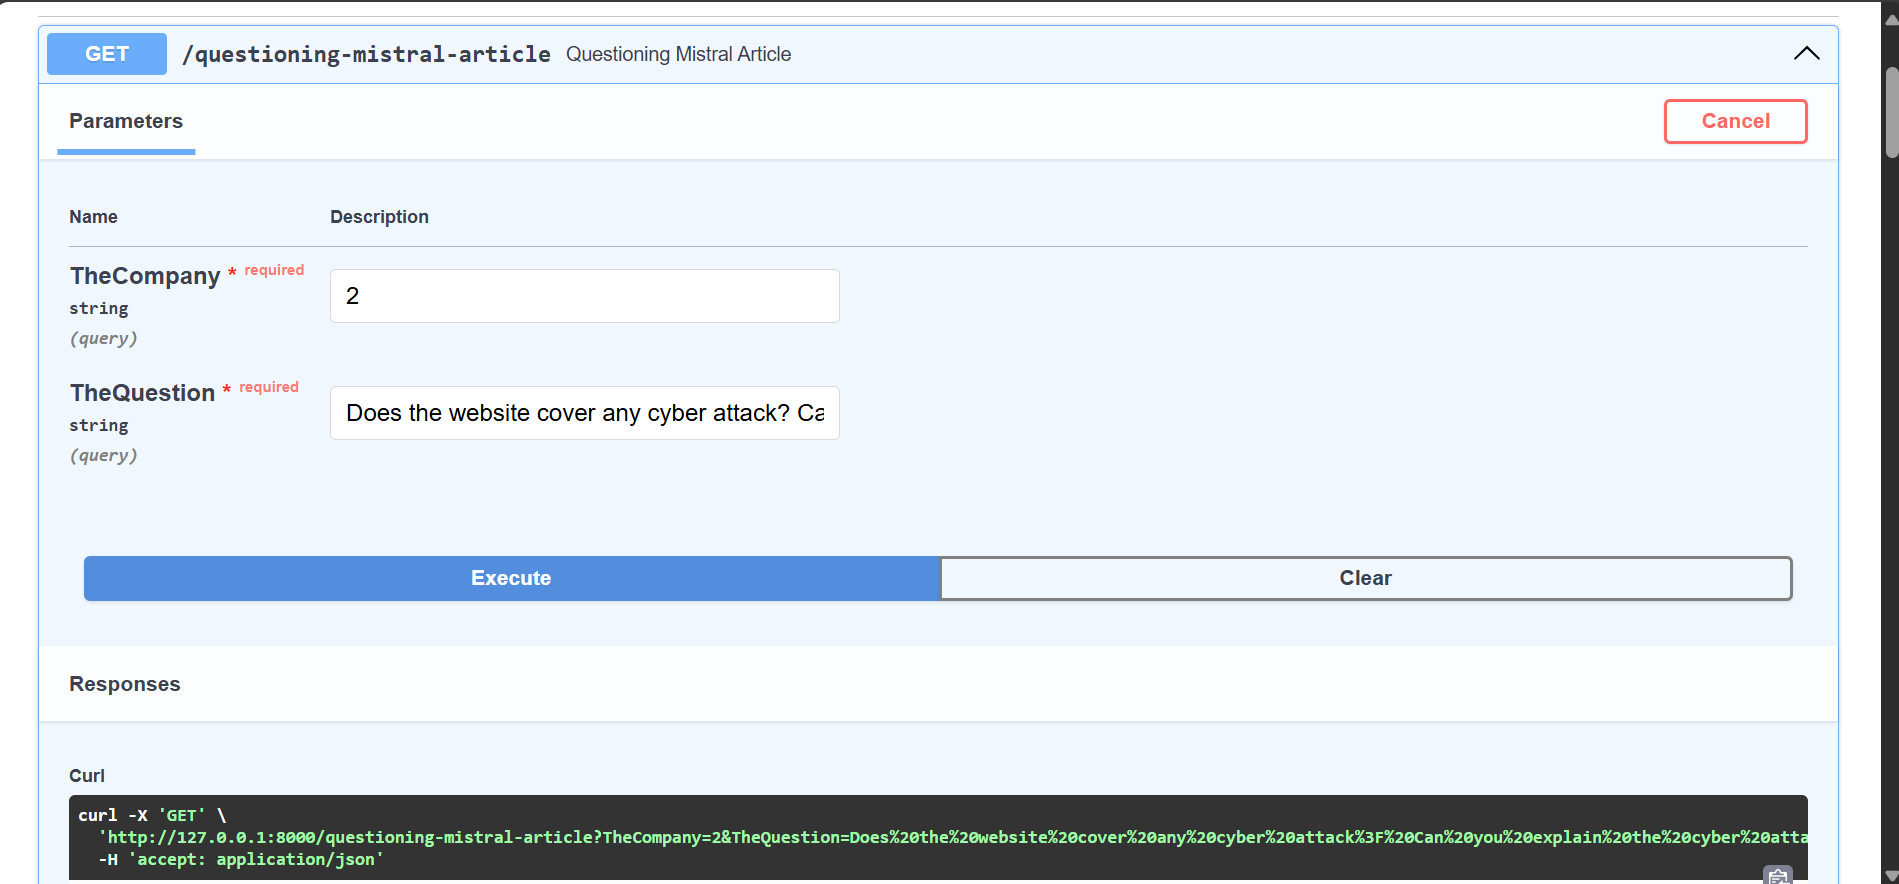 GET /questioning-mistral-article Questioning Mistral Article
Parameters
Cancel
Name Description
TheCompany * required
string
(query)
2
TheQuestion * required
string
(query)
Does the website cover any cyber attack? Ca
Execute
Clear
Responses
Curl
curl -X 'GET' \
'http://127.0.0.1:8000/questioning-mistral-article?TheCompany=2&TheQuestion=Does%20the%20website%20cover%20any%20cyber%20attack%3F%20Can%20you%20explain%20the%20cyber%20atta
-H 'accept: application/json'